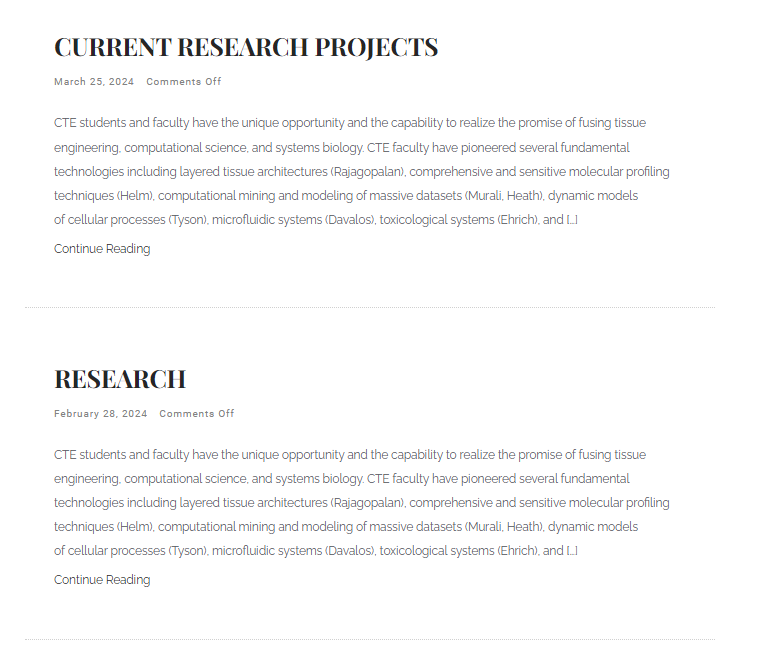 CURRENT RESEARCH PROJECTS
March 25, 2024 Comments Off
CTE students and faculty have the unique opportunity and the capability to realize the promise of fusing tissue
engineering, computational science, and systems biology. CTE faculty have pioneered several fundamental
technologies including layered tissue architectures (Rajagopalan), comprehensive and sensitive molecular profiling
techniques (Helm), computational mining and modeling of massive datasets (Murali, Heath), dynamic models
of cellular processes (Tyson), microfluidic systems (Davalos), toxicological systems (Ehrich), and [...]
Continue Reading
RESEARCH
February 28, 2024 Comments Off
CTE students and faculty have the unique opportunity and the capability to realize the promise of fusing tissue
engineering, computational science, and systems biology. CTE faculty have pioneered several fundamental
technologies including layered tissue architectures (Rajagopalan), comprehensive and sensitive molecular profiling
techniques (Helm), computational mining and modeling of massive datasets (Murali, Heath), dynamic models
of cellular processes (Tyson), microfluidic systems (Davalos), toxicological systems (Ehrich), and [...]
Continue Reading